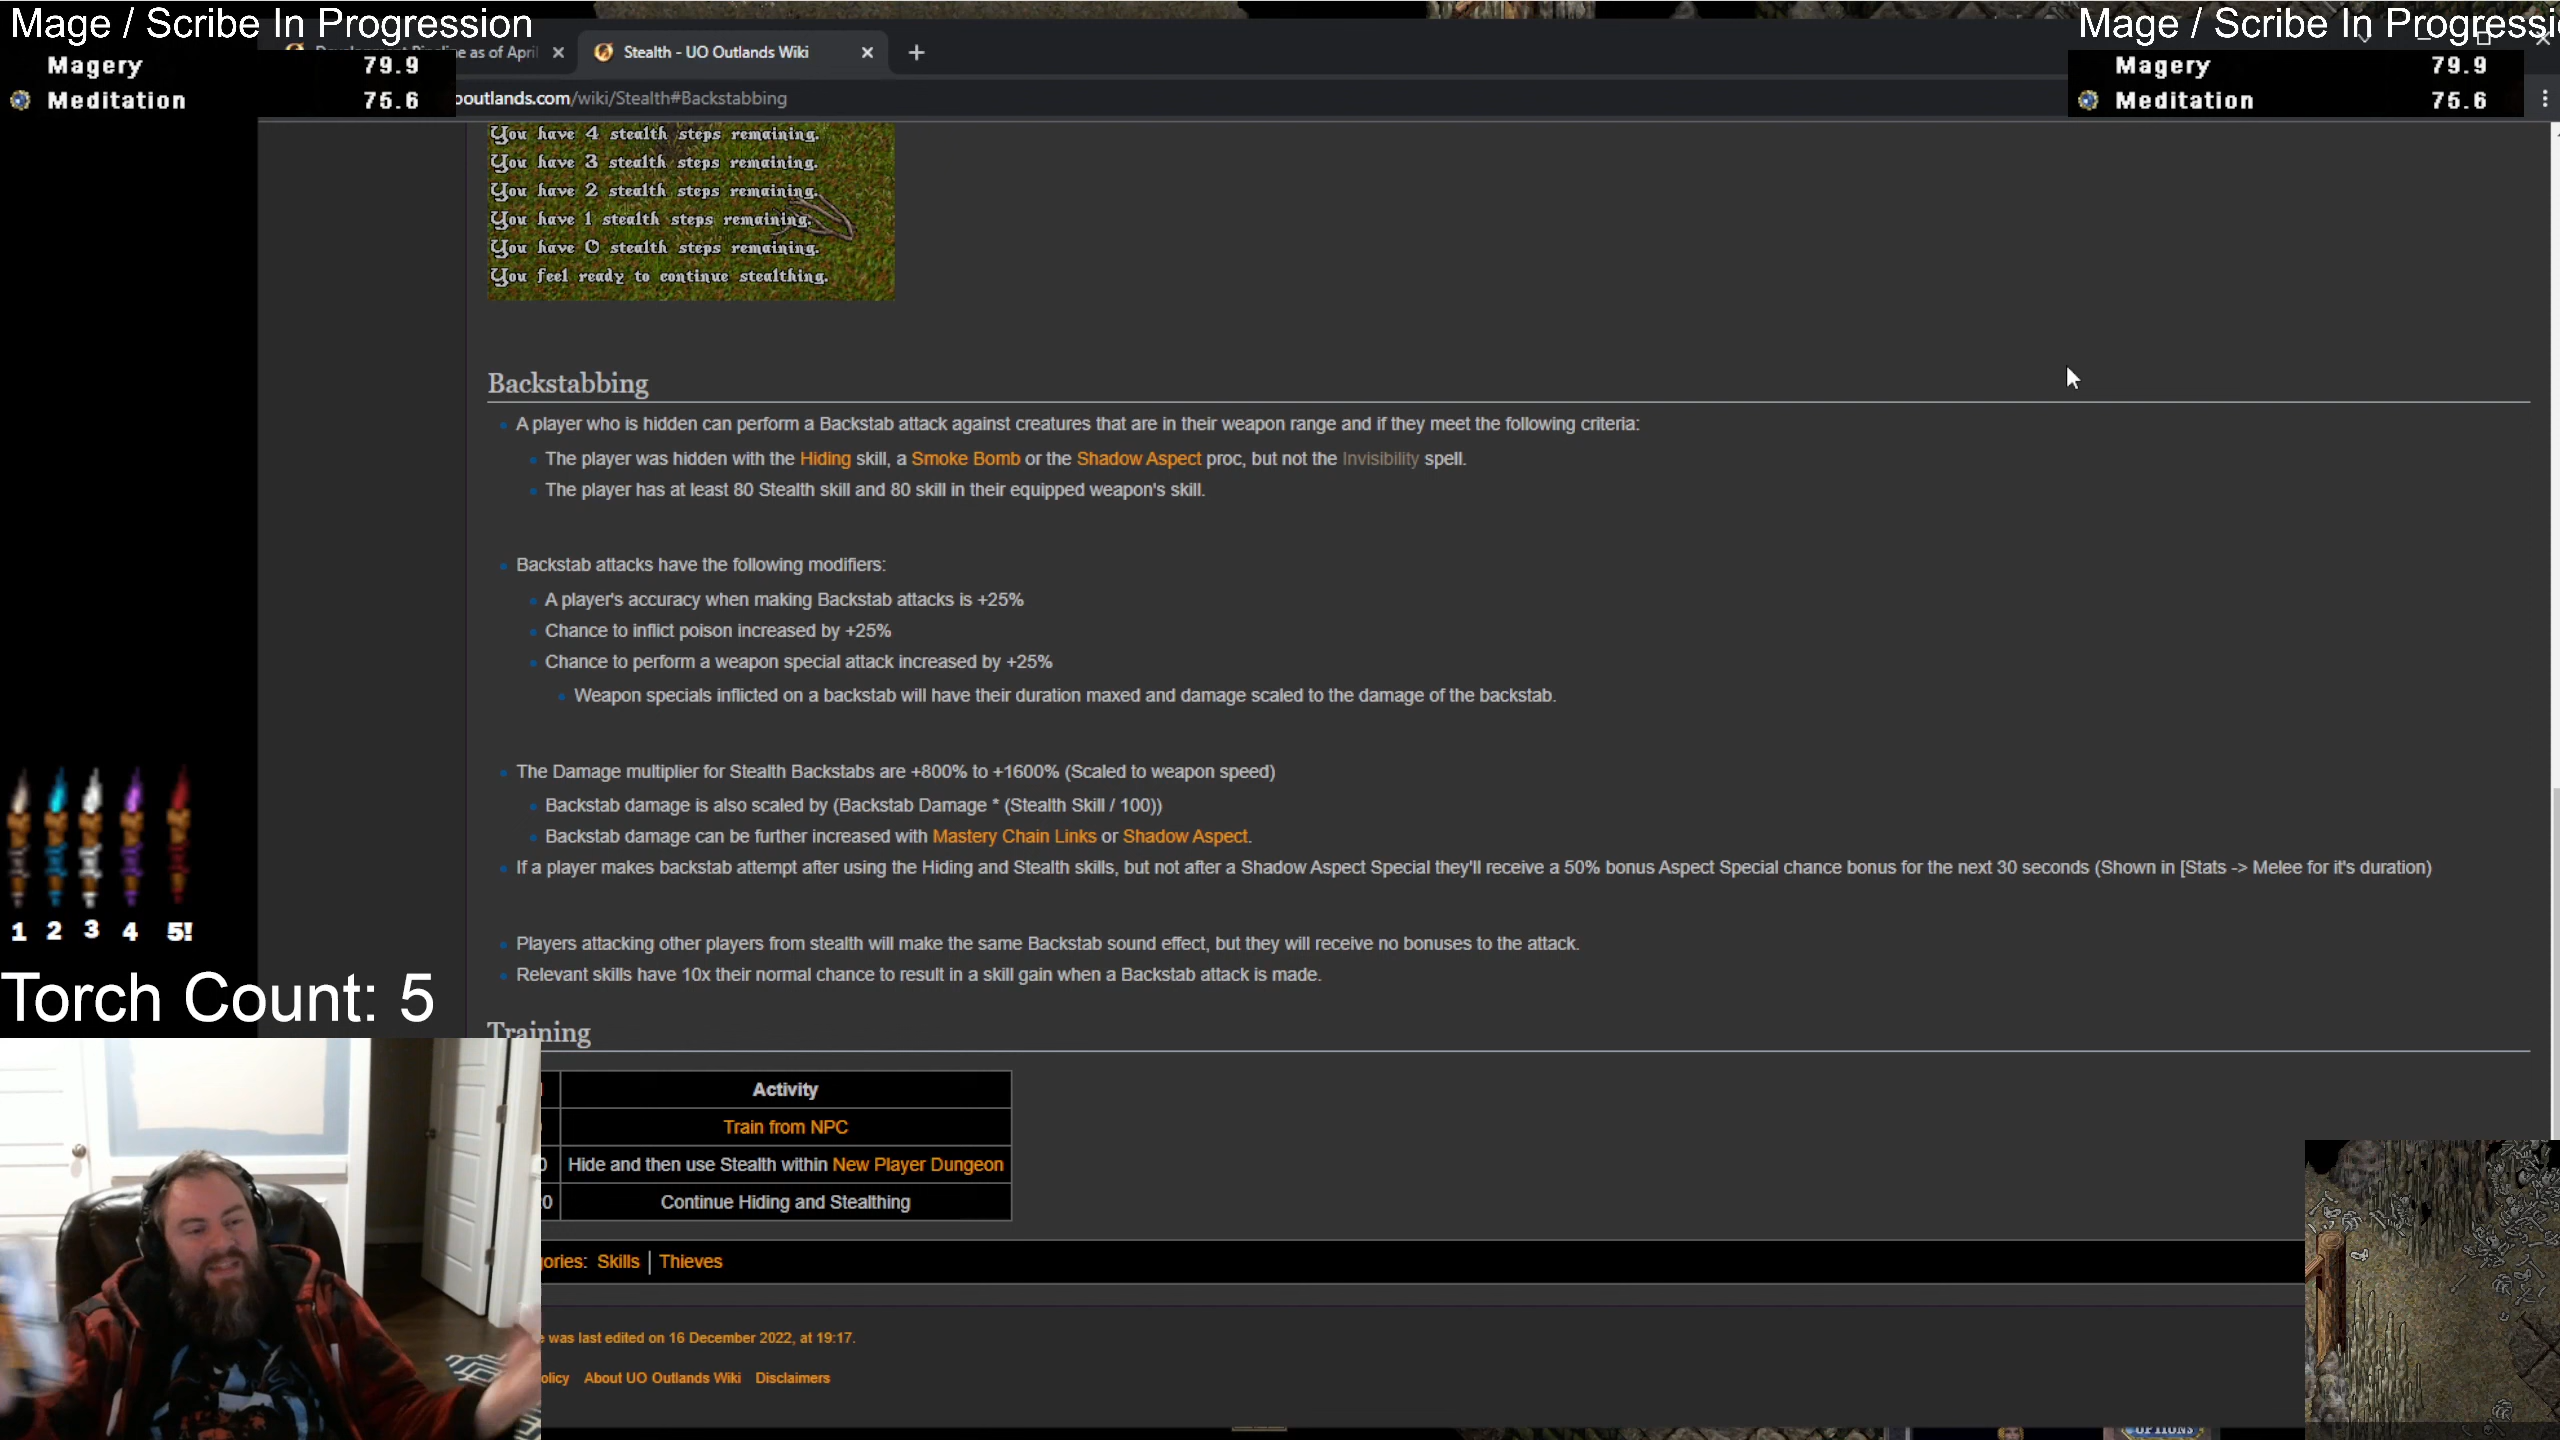 Mage / Scribe In Progression
Mage / Scribe In Progressi
Magery 79.9
Meditation 75.6
Magery 79.9
Meditation 75.6
as of April
Stealth - UO Outlands Wiki
outlands.com/wiki/Stealth#Backstabbing
You have 4 stealth steps remaining.
You have 3 stealth steps remaining.
You have 2 stealth steps remaining.
You have 1 stealth steps remaining.
You have 0 stealth steps remaining.
You feel ready to continue stealthing.
Backstabbing
A player who is hidden can perform a Backstab attack against creatures that are in their weapon range and if they meet the following criteria:
The player was hidden with the Hiding skill, a Smoke Bomb or the Shadow Aspect proc, but not the Invisibility spell.
The player has at least 80 Stealth skill and 80 skill in their equipped weapon's skill.
Backstab attacks have the following modifiers:
A player's accuracy when making Backstab attacks is +25%
Chance to inflict poison increased by +25%
Chance to perform a weapon special attack increased by +25%
Weapon specials inflicted on a backstab will have their duration maxed and damage scaled to the damage of the backstab.
The Damage multiplier for Stealth Backstabs are +800% to +1600% (Scaled to weapon speed)
Backstab damage is also scaled by (Backstab Damage * (Stealth Skill / 100))
Backstab damage can be further increased with Mastery Chain Links or Shadow Aspect.
If a player makes backstab attempt after using the Hiding and Stealth skills, but not after a Shadow Aspect Special they'll receive a 50% bonus Aspect Special chance bonus for the next 30 seconds (Shown in [Stats -> Melee for it's duration)
Players attacking other players from stealth will make the same Backstab sound effect, but they will receive no bonuses to the attack.
Relevant skills have 10x their normal chance to result in a skill gain when a Backstab attack is made.
1 2 3 4 5!
Torch Count: 5
Training
Activity
Train from NPC
0 Hide and then use Stealth within New Player Dungeon
0 Continue Hiding and Stealthing
ories: Skills | Thieves
e was last edited on 16 December 2022, at 19:17.
olicy About UO Outlands Wiki Disclaimers
OPTIONS